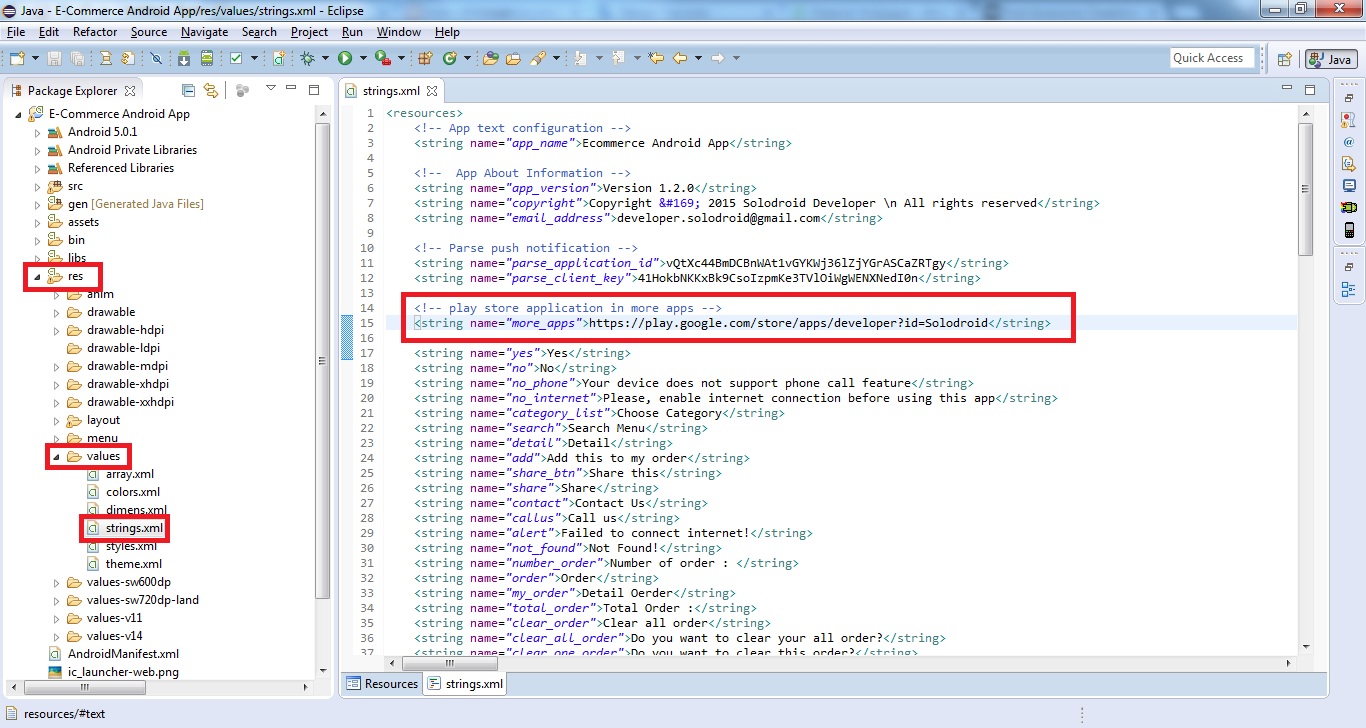 Java - E-Commerce Android App/res/values/strings.xml - Eclipse
File Edit Refactor Source Navigate Search Project Run Window Help
Quick Access
Java
Package Explorer
E-Commerce Android App
Android 5.0.1
Android Private Libraries
Referenced Libraries
src
gen [Generated Java Files]
assets
bin
libs
res
anim
drawable
drawable-hdpi
drawable-ldpi
drawable-mdpi
drawable-xhdpi
drawable-xxhdpi
layout
menu
values
array.xml
colors.xml
dimens.xml
strings.xml
styles.xml
theme.xml
values-sw600dp
values-sw720dp-land
values-v11
values-v14
AndroidManifest.xml
ic_launcher-web.png
strings.xml
1 <resources>
2 <!-- App text configuration -->
3 <string name="app_name">Ecommerce Android App</string>
4
5 <!--  App About Information -->
6 <string name="app_version">Version 1.2.0</string>
7 <string name="copyright">Copyright &#169; 2015 Solodroid Developer \n All rights reserved</string>
8 <string name="email_address">developer.solodroid@gmail.com</string>
9
10 <!-- Parse push notification -->
11 <string name="parse_application_id">vQtXc44BmDCBnWAt1vGYKWj36lZjYGrASCaZRTgy</string>
12 <string name="parse_client_key">41HokbNKKxBk9CsoIzpmKe3TVlOiWgWENXNedI0n</string>
13
14 <!-- play store application in more apps -->
15 <string name="more_apps">https://play.google.com/store/apps/developer?id=Solodroid</string>
16
17 <string name="yes">Yes</string>
18 <string name="no">No</string>
19 <string name="no_phone">Your device does not support phone call feature</string>
20 <string name="no_internet">Please, enable internet connection before using this app</string>
21 <string name="category_list">Choose Category</string>
22 <string name="search">Search Menu</string>
23 <string name="detail">Detail</string>
24 <string name="add">Add this to my order</string>
25 <string name="share_btn">Share this</string>
26 <string name="share">Share</string>
27 <string name="contact">Contact Us</string>
28 <string name="callus">Call us</string>
29 <string name="alert">Failed to connect internet!</string>
30 <string name="not_found">Not Found!</string>
31 <string name="number_order">Number of order : </string>
32 <string name="order">Order</string>
33 <string name="my_order">Detail Oerder</string>
34 <string name="total_order">Total Order :</string>
35 <string name="clear_order">Clear all order</string>
36 <string name="clear_all_order">Do you want to clear your all order?</string>
37 <string name="clear_one_order">Do you want to clear this order?</string>
Resources strings.xml
resources/#text